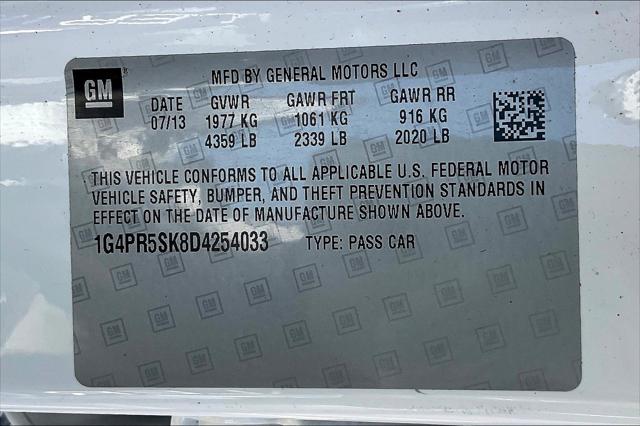 GM MFD BY GENERAL MOTORS LLC
DATE GVWR GAWR FRT GAWR RR
07/13 1977 KG 1061 KG 916 KG
4359 LB 2339 LB 2020 LB
THIS VEHICLE CONFORMS TO ALL APPLICABLE U.S. FEDERAL MOTOR
VEHICLE SAFETY, BUMPER, AND THEFT PREVENTION STANDARDS IN
EFFECT ON THE DATE OF MANUFACTURE SHOWN ABOVE.
1G4PR5SK8D4254033 TYPE: PASS CAR